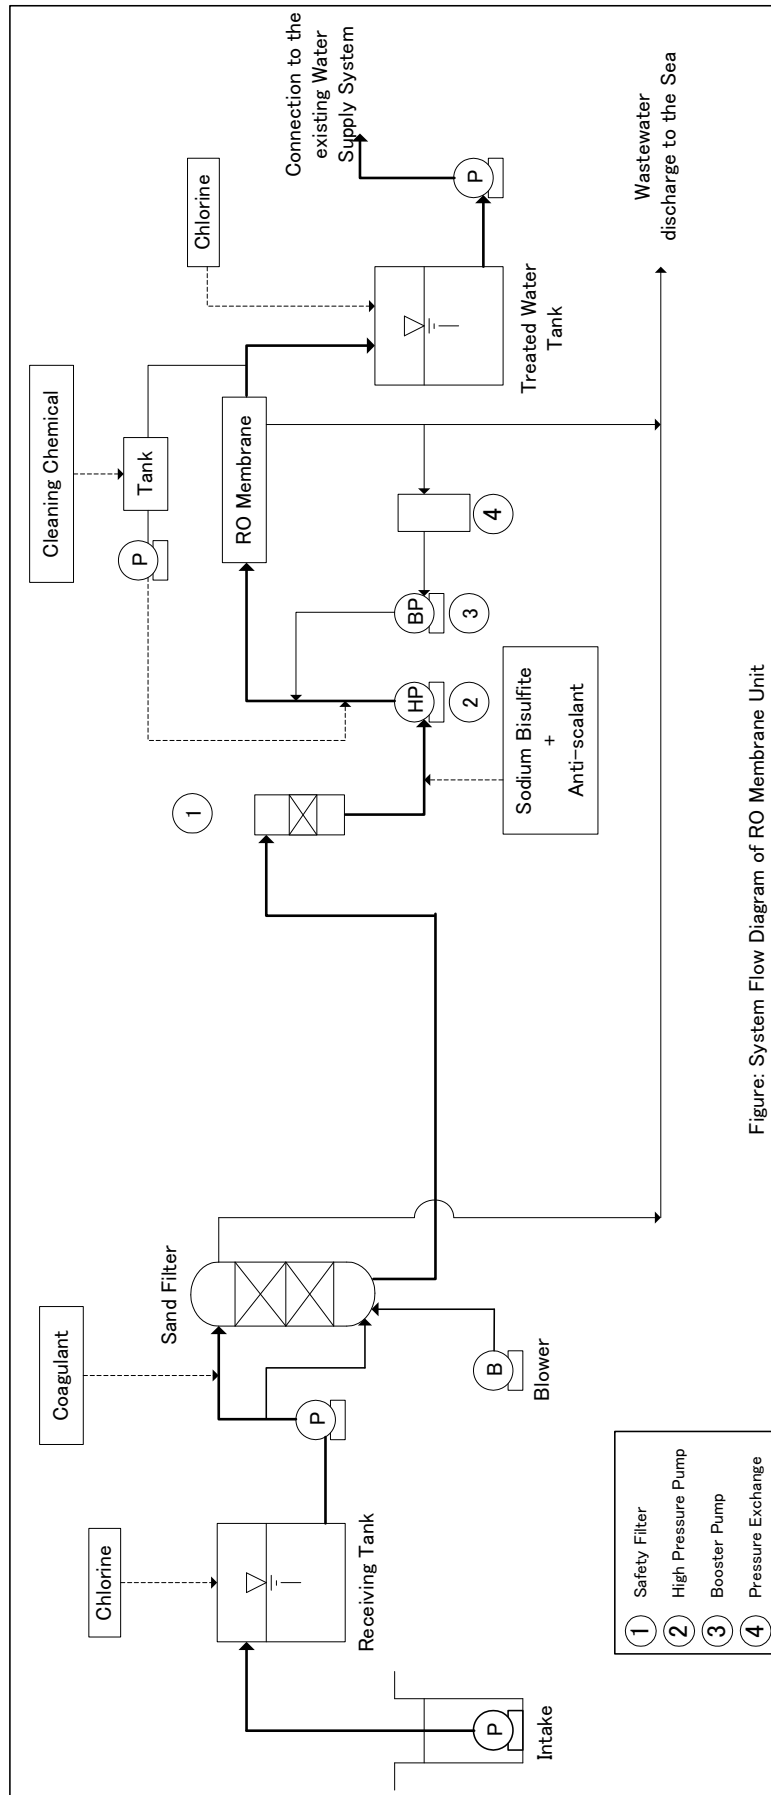 Chlorine
Coagulant
Cleaning Chemical
Chlorine
Connection to the
existing Water
Supply System
Sand Filter
P
Tank
RO Membrane
P
P
Receiving Tank
B
Blower
P
Intake
1
HP
2
BP
3
4
Treated Water
Tank
Sodium Bisulfite
+
Anti-scalant
Wastewater
discharge to the Sea
1 Safety Filter
2 High Pressure Pump
3 Booster Pump
4 Pressure Exchange
Figure: System Flow Diagram of RO Membrane Unit